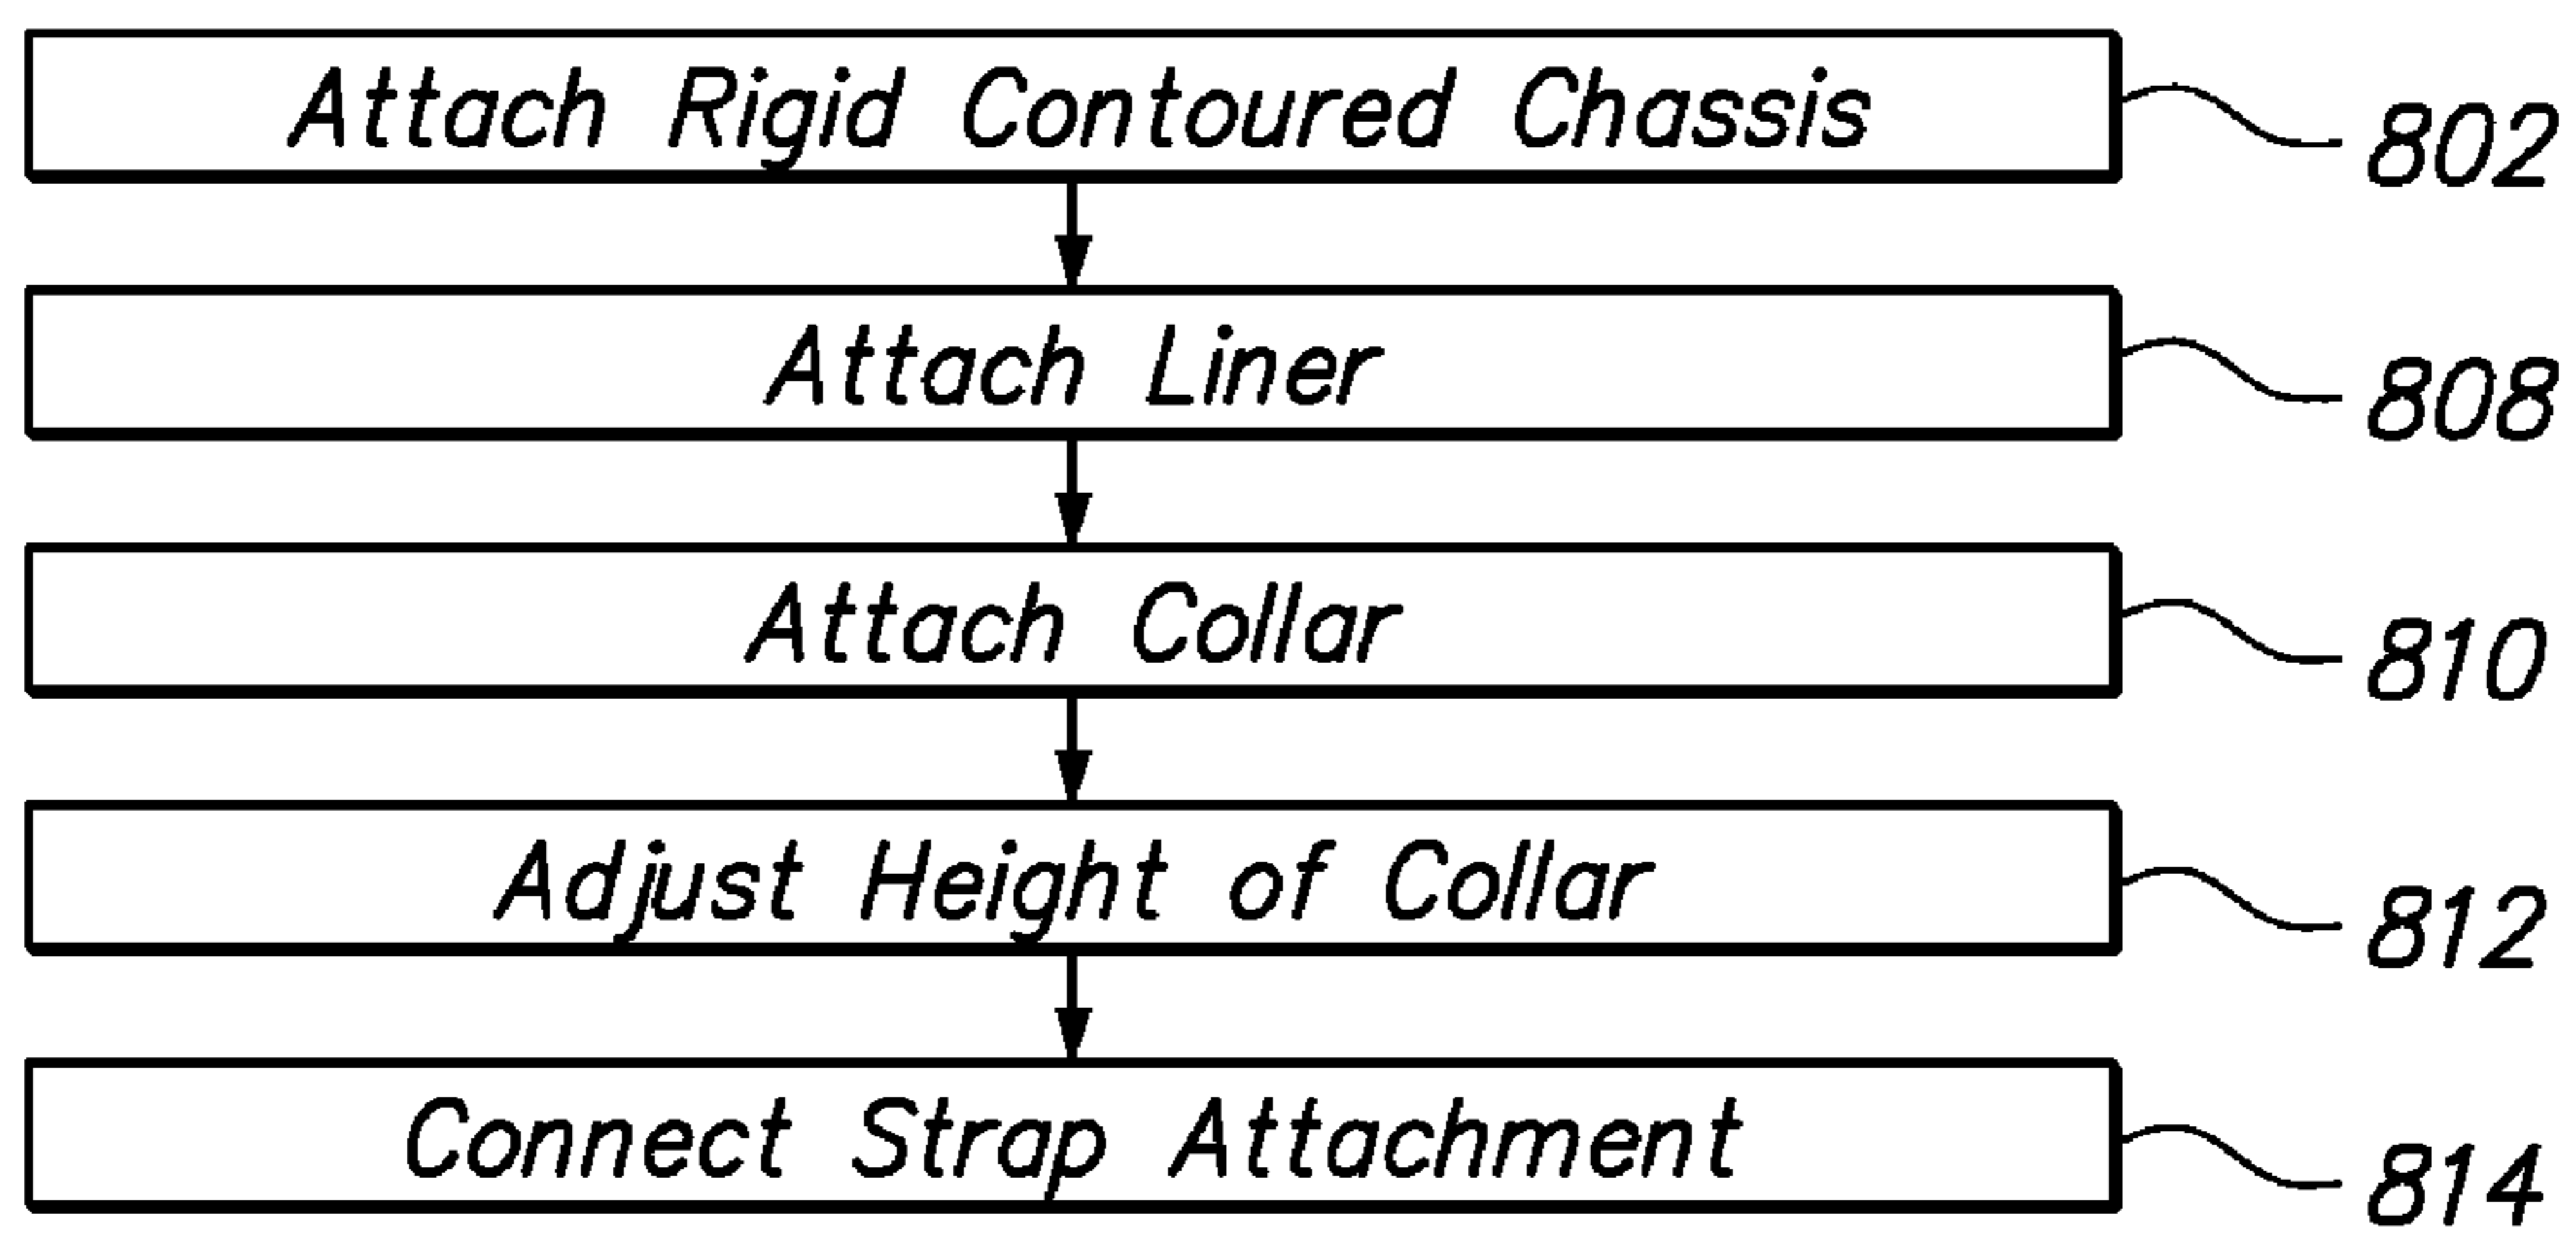 Attach Rigid Contoured Chassis 802
Attach Liner 808
Attach Collar 810
Adjust Height of Collar 812
Connect Strap Attachment 814